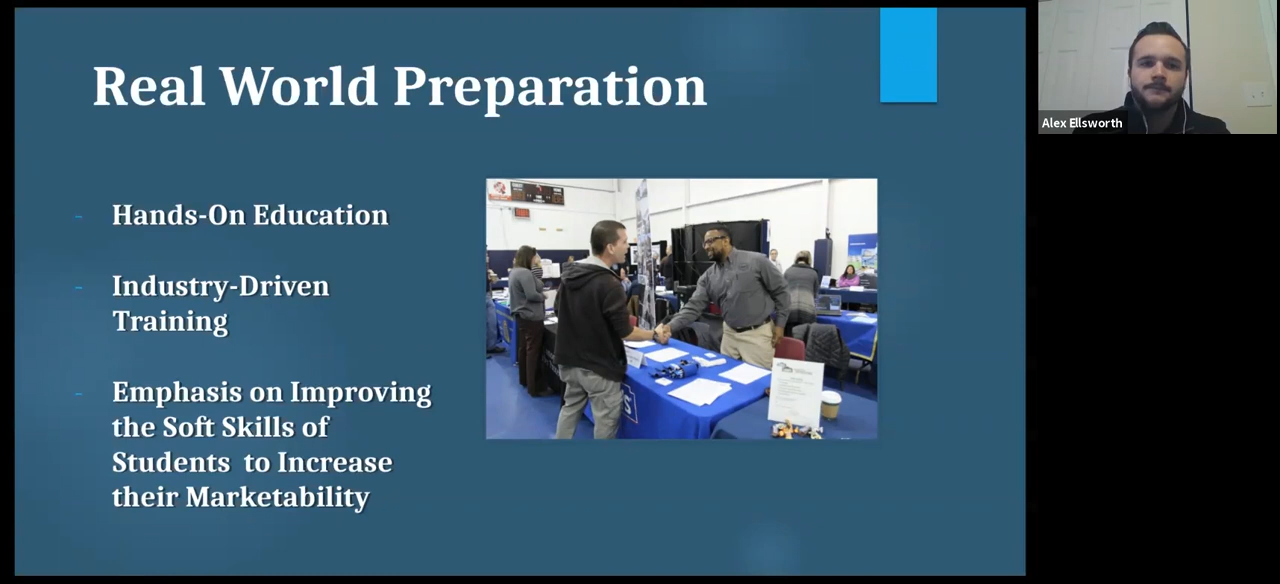 Real World Preparation
- Hands-On Education
- Industry-Driven
Training
- Emphasis on Improving
the Soft Skills of
Students to Increase
their Marketability
Alex Ellsworth